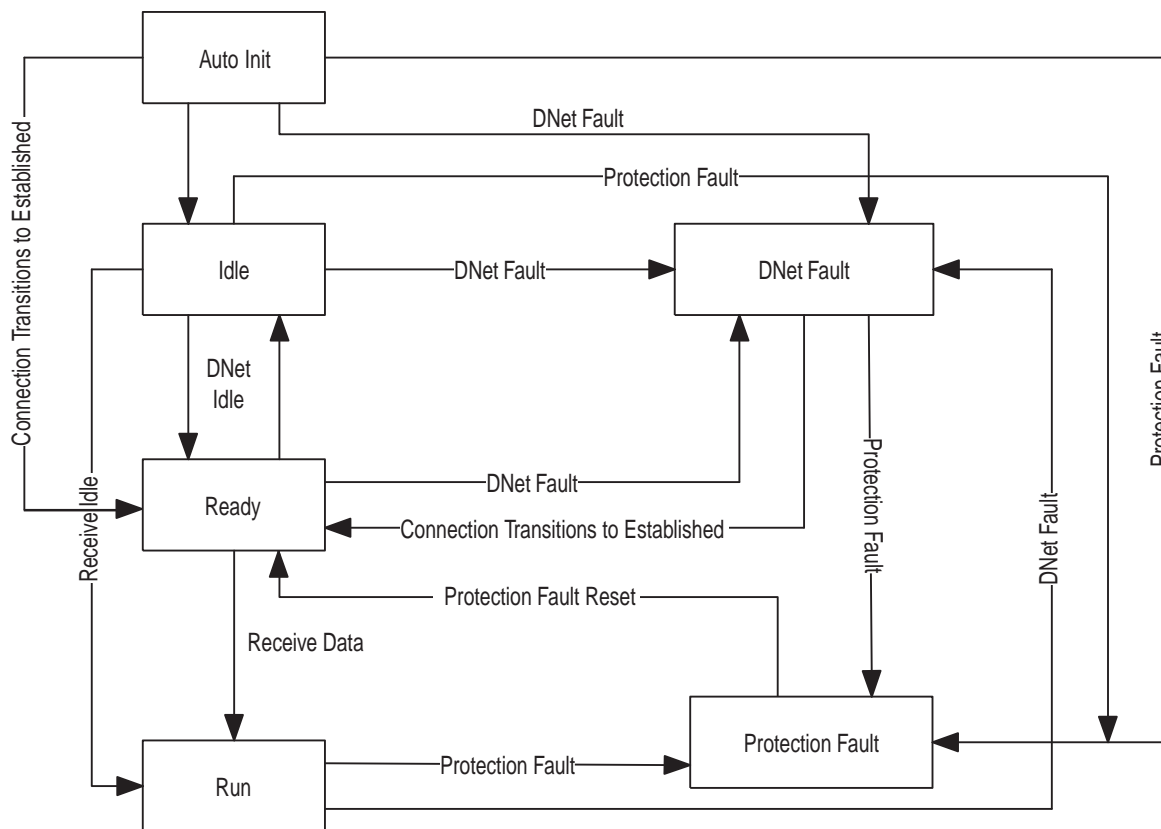 Auto Init
DNet Fault
Protection Fault
Connection Transitions to Established
Idle
DNet Fault
DNet Fault
DNet
Idle
Protection Fault
Ready
DNet Fault
Connection Transitions to Established
Protection Fault
Receive Idle
DNet Fault
Protection Fault Reset
Receive Data
Protection Fault
Run
Protection Fault